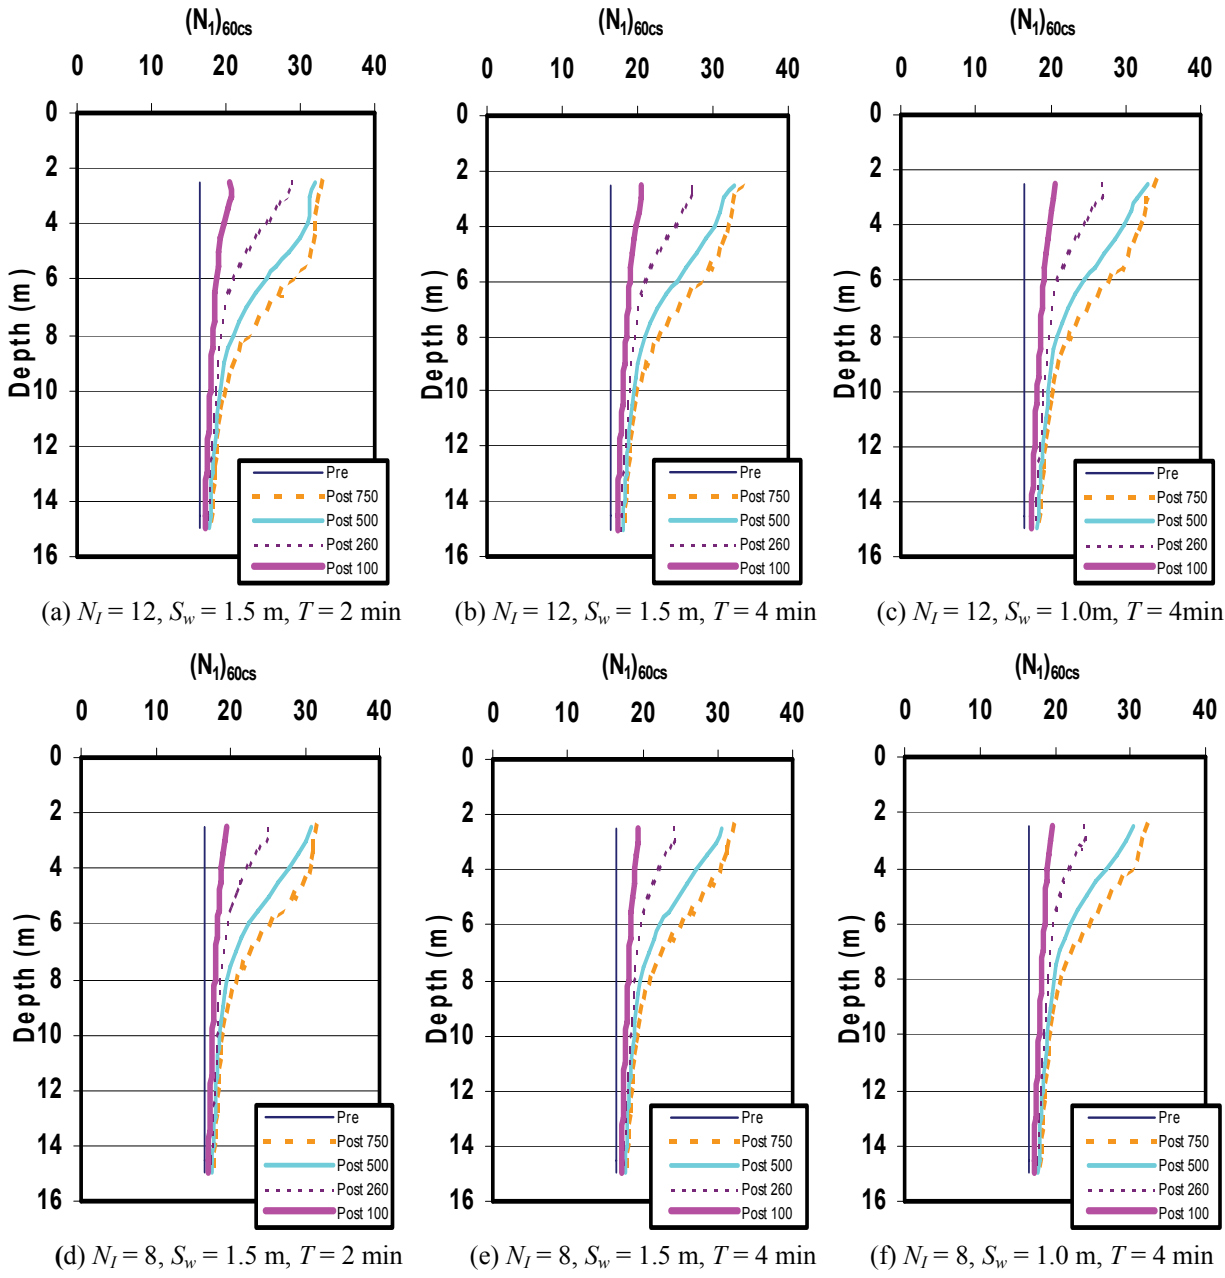 (N1)60cs (N1)60cs (N1)60cs
0 10 20 30 40 0 10 20 30 40 0 10 20 30 40
Depth (m) Depth (m) Depth (m)
0 0 0
2 2 2
4 4 4
6 6 6
8 8 8
10 10 10
12 12 12
14 14 14
16 16 16
Pre Pre Pre
Post 750 Post 750 Post 750
Post 500 Post 500 Post 500
Post 260 Post 260 Post 260
Post 100 Post 100 Post 100
(a) NI = 12, Sw = 1.5 m, T = 2 min (b) NI = 12, Sw = 1.5 m, T = 4 min (c) NI = 12, Sw = 1.0m, T = 4min
(N1)60cs (N1)60cs (N1)60cs
0 10 20 30 40 0 10 20 30 40 0 10 20 30 40
Depth (m) Depth (m) Depth (m)
0 0 0
2 2 2
4 4 4
6 6 6
8 8 8
10 10 10
12 12 12
14 14 14
16 16 16
Pre Pre Pre
Post 750 Post 750 Post 750
Post 500 Post 500 Post 500
Post 260 Post 260 Post 260
Post 100 Post 100 Post 100
(d) NI = 8, Sw = 1.5 m, T = 2 min (e) NI = 8, Sw = 1.5 m, T = 4 min (f) NI = 8, Sw = 1.0 m, T = 4 min